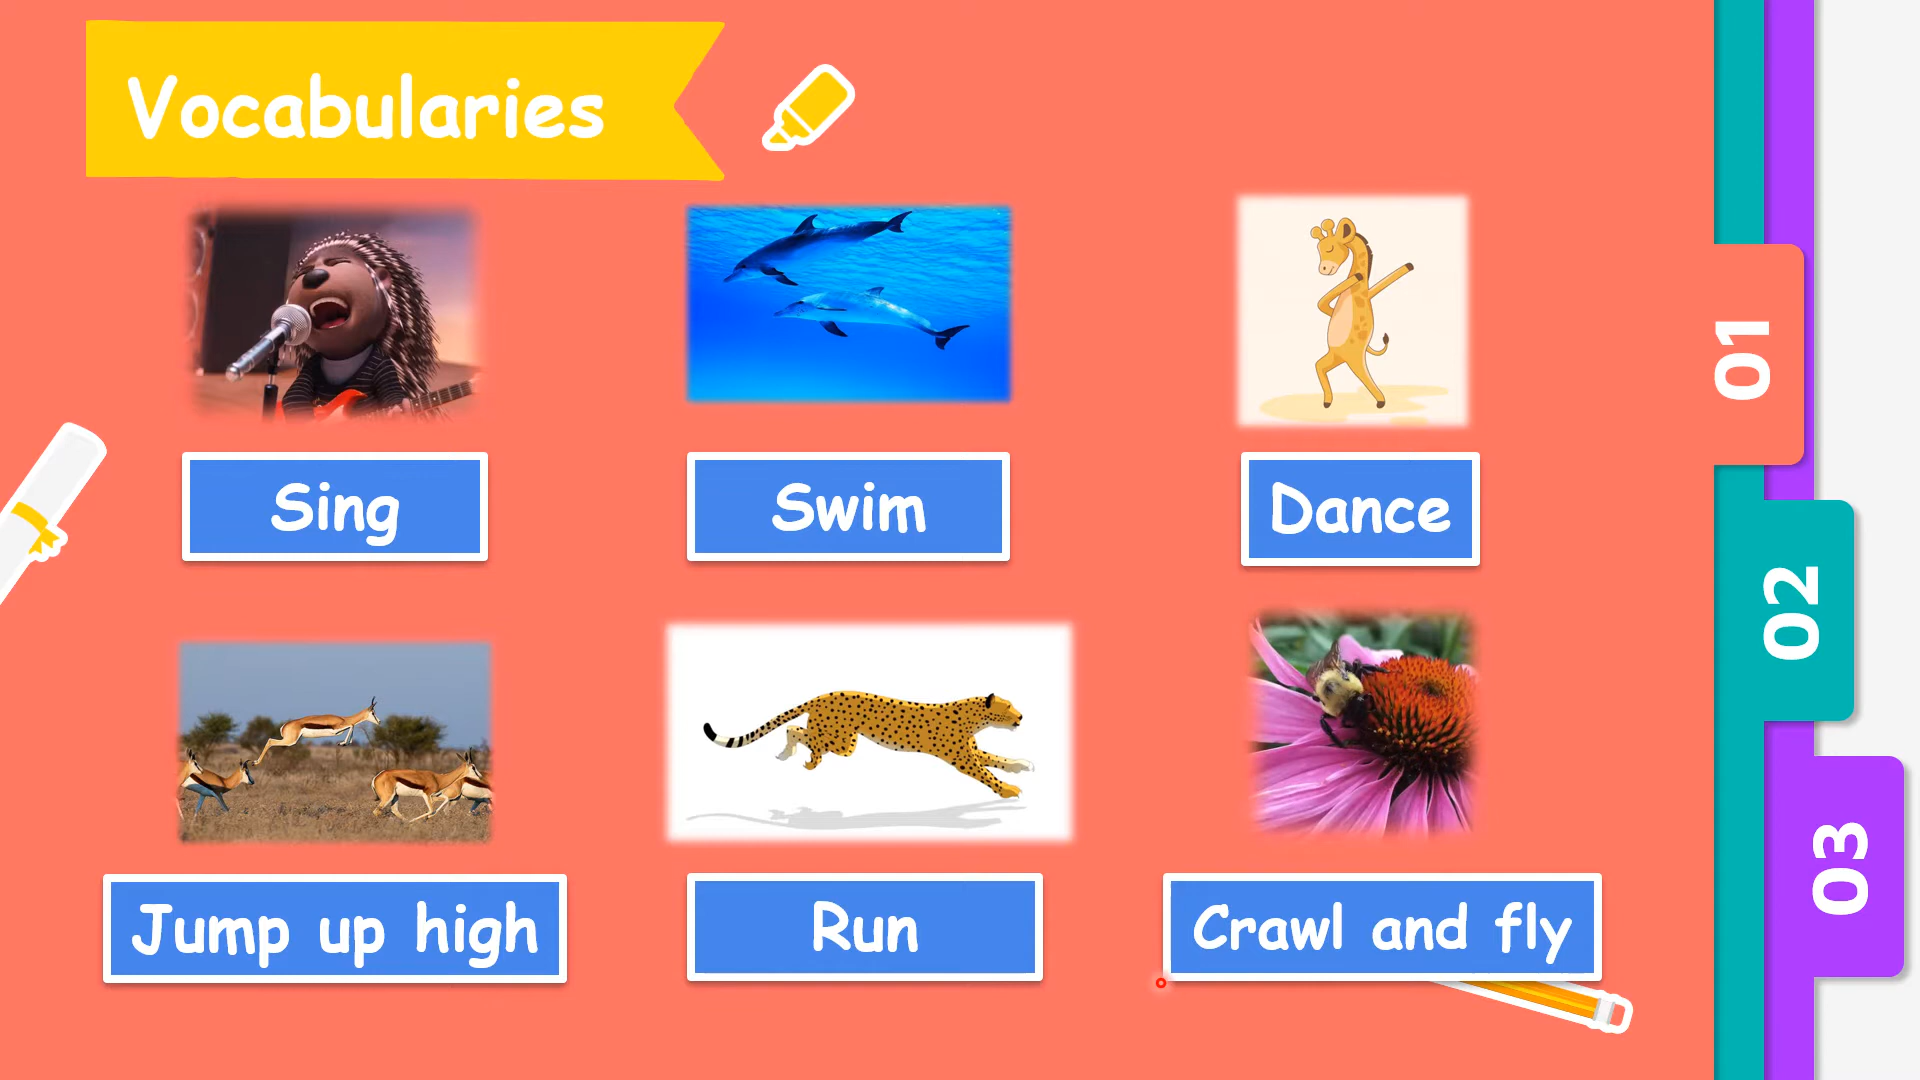 Vocabularies
Sing
Swim
Dance
Jump up high
Run
Crawl and fly
01
02
03